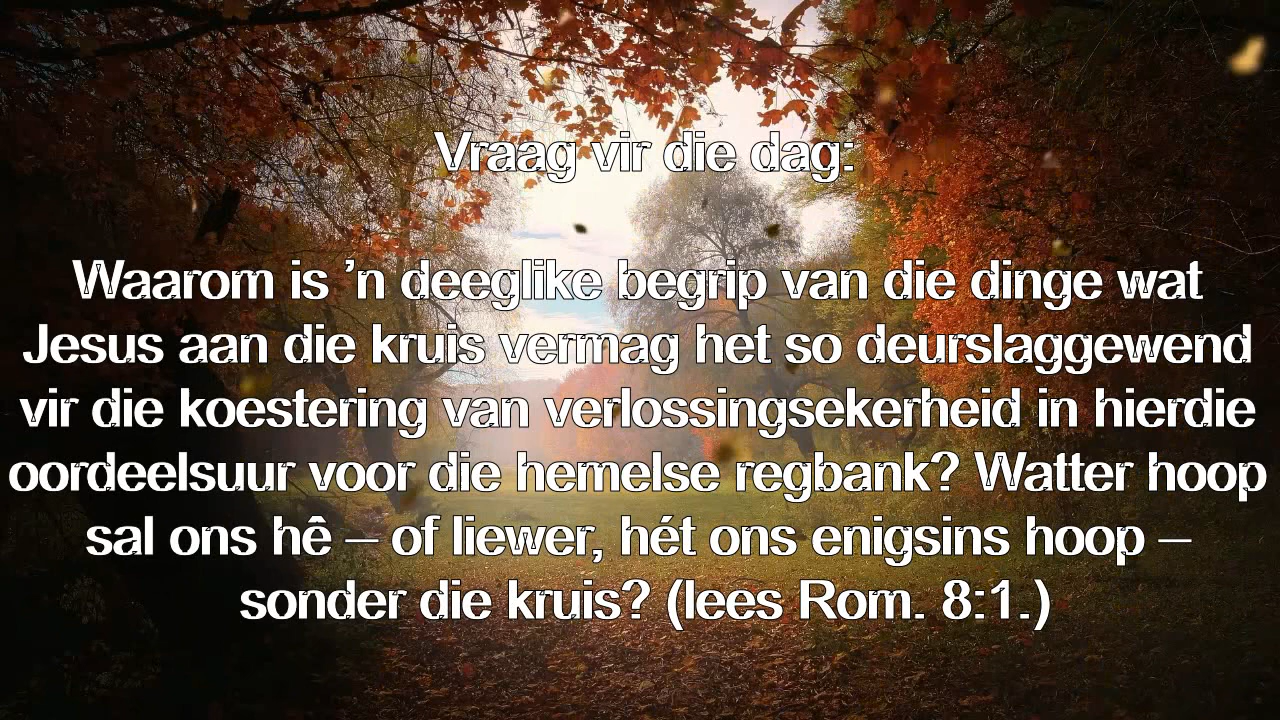 Vraag vir die dag:
Waarom is ’n deeglike begrip van die dinge wat
Jesus aan die kruis vermag het so deurslaggewend
vir die koestering van verlossingsekerheid in hierdie
oordeelsuur voor die hemelse regbank? Watter hoop
sal ons hê – of liewer, hét ons enigsins hoop –
sonder die kruis? (lees Rom. 8:1.)